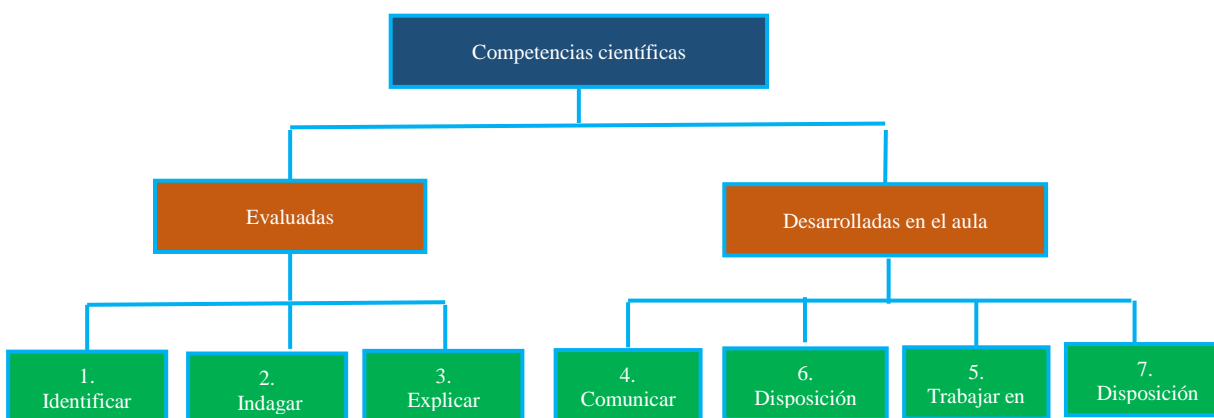 Competencias científicas
Evaluadas
Desarrolladas en el aula
1.
Identificar
2.
Indagar
3.
Explicar
4.
Comunicar
6.
Disposición
5.
Trabajar en
7.
Disposición